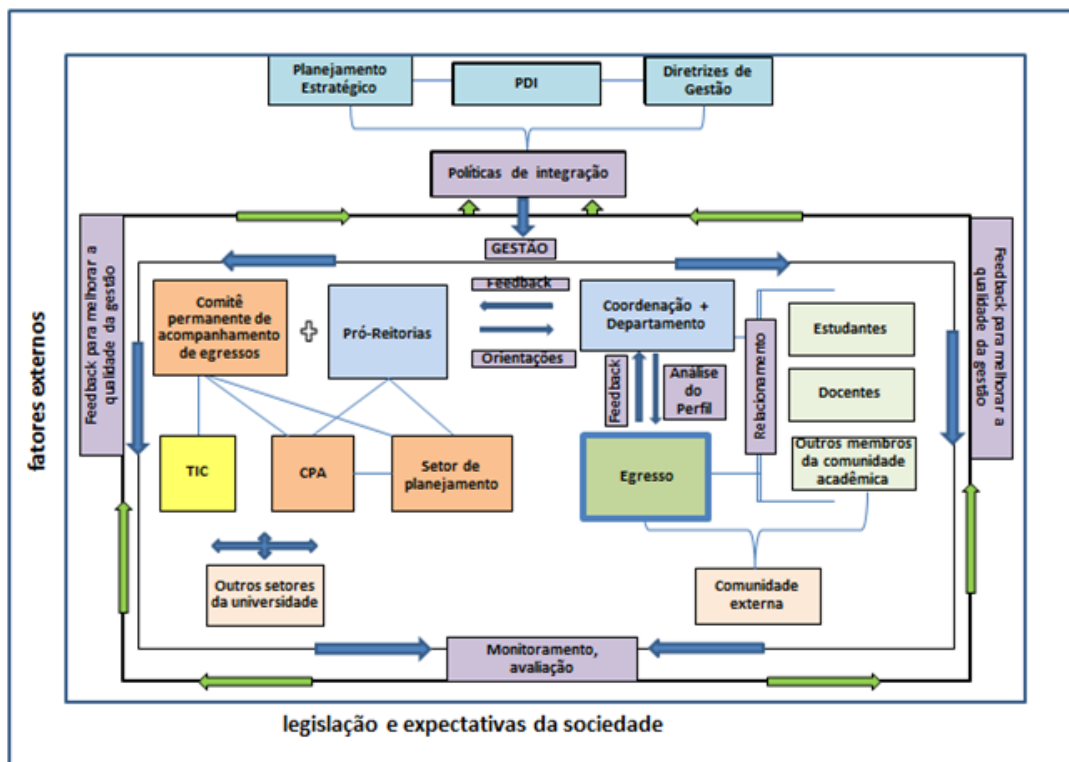 Planejamento
Estratégico
PDI
Diretrizes de
Gestão
Políticas de integração
GESTÃO
Feedback para melhorar a
qualidade da gestão
Feedback
Orientações
Comitê
permanente de
acompanhamento
de egressos
Pró-Reitorias
Coordenação +
Departamento
Relacionamento
Estudantes
Docentes
Outros membros
da comunidade
acadêmica
Feedback para melhorar a
qualidade da gestão
Feedback
Análise
do
Perfil
fatores externos
TIC
CPA
Setor de
planejamento
Egresso
Outros setores
da universidade
Comunidade
externa
Monitoramento,
avaliação
legislação e expectativas da sociedade